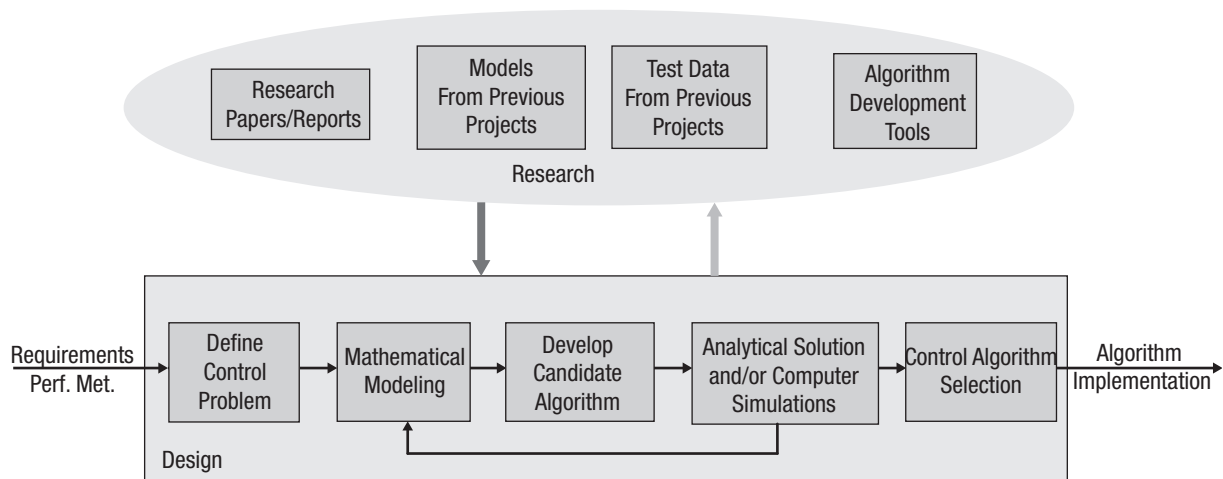 Research
Papers/Reports
Models
From Previous
Projects
Test Data
From Previous
Projects
Algorithm
Development
Tools
Research
Requirements
Perf. Met.
Define
Control
Problem
Mathematical
Modeling
Develop
Candidate
Algorithm
Analytical Solution
and/or Computer
Simulations
Control Algorithm
Selection
Algorithm
Implementation
Design